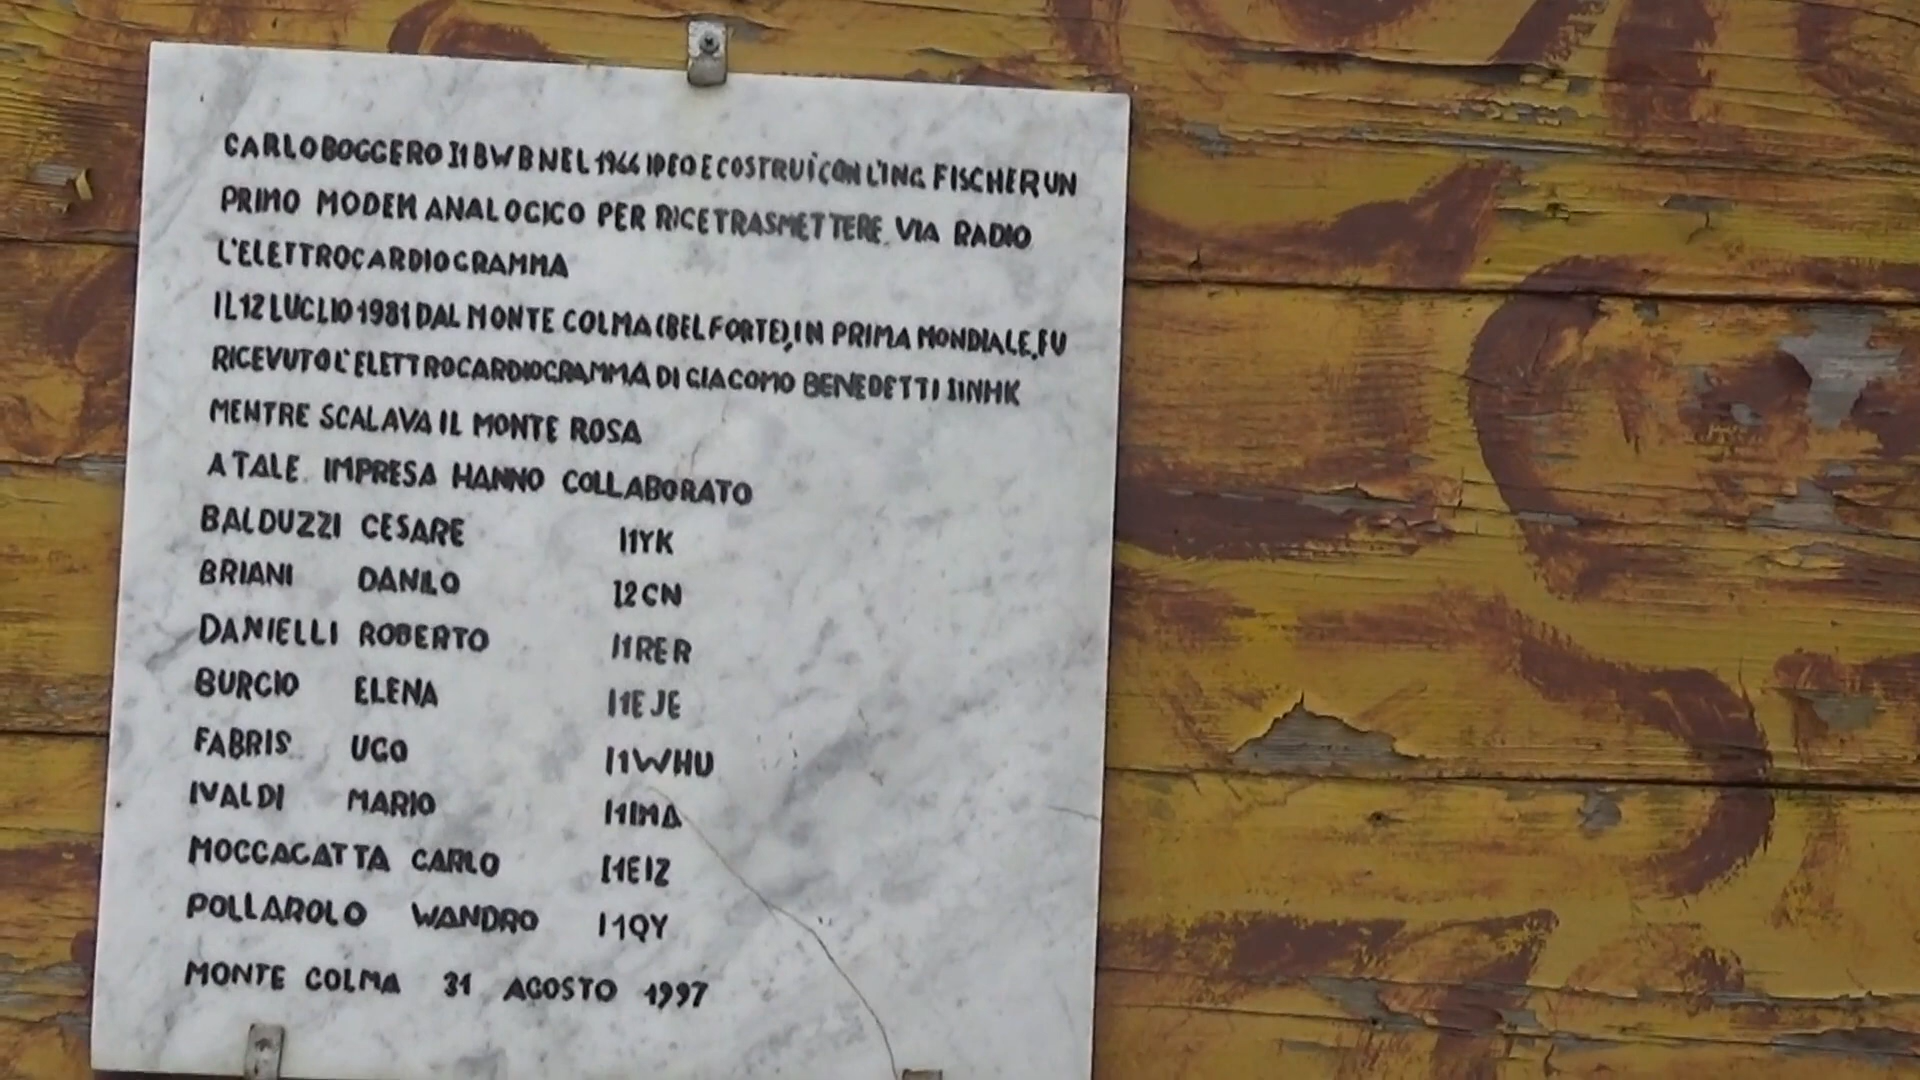 CARLO BOGGERO I1BWB NEL 1966 IDEO E COSTRUÌ CON L'ING. FISCHER UN
PRIMO MODEM ANALOGICO PER RICETRASMETTERE VIA RADIO
L'ELETTROCARDIOGRAMMA
IL 12 LUGLIO 1981 DAL MONTE COLMA (BELFORTE), IN PRIMA MONDIALE, FU
RICEVUTO L'ELETTROCARDIOGRAMMA DI GIACOMO BENEDETTI I1NHK
MENTRE SCALAVA IL MONTE ROSA
A TALE IMPRESA HANNO COLLABORATO
BALDUZZI CESARE I1YK
BRIANI DANILO I2CN
DANIELLI ROBERTO I1RER
BURGIO ELENA I1EJE
FABRIS UGO I1WHU
IVALDI MARIO I1IMA
MOCCAGATTA CARLO I1EIZ
POLLAROLO WANDRO I1QY
MONTE COLMA 31 AGOSTO 1997